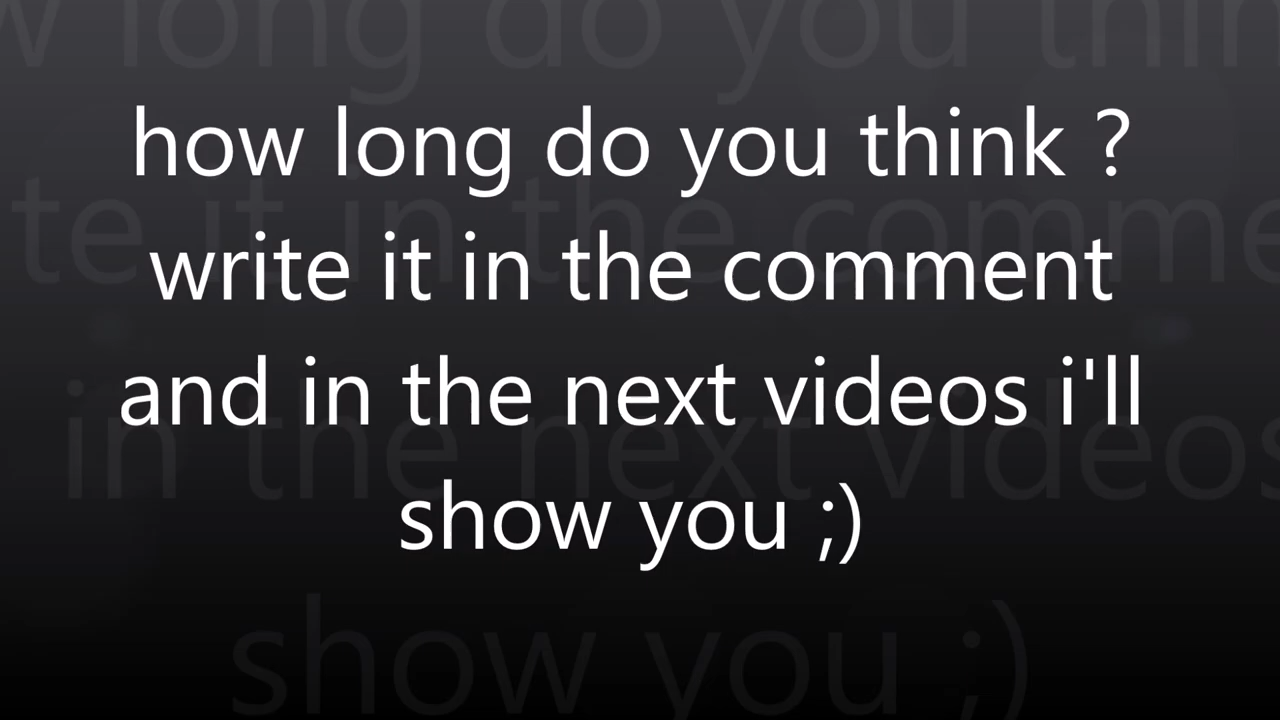 how long do you think ?
write it in the comment
and in the next videos i'll
show you ;)